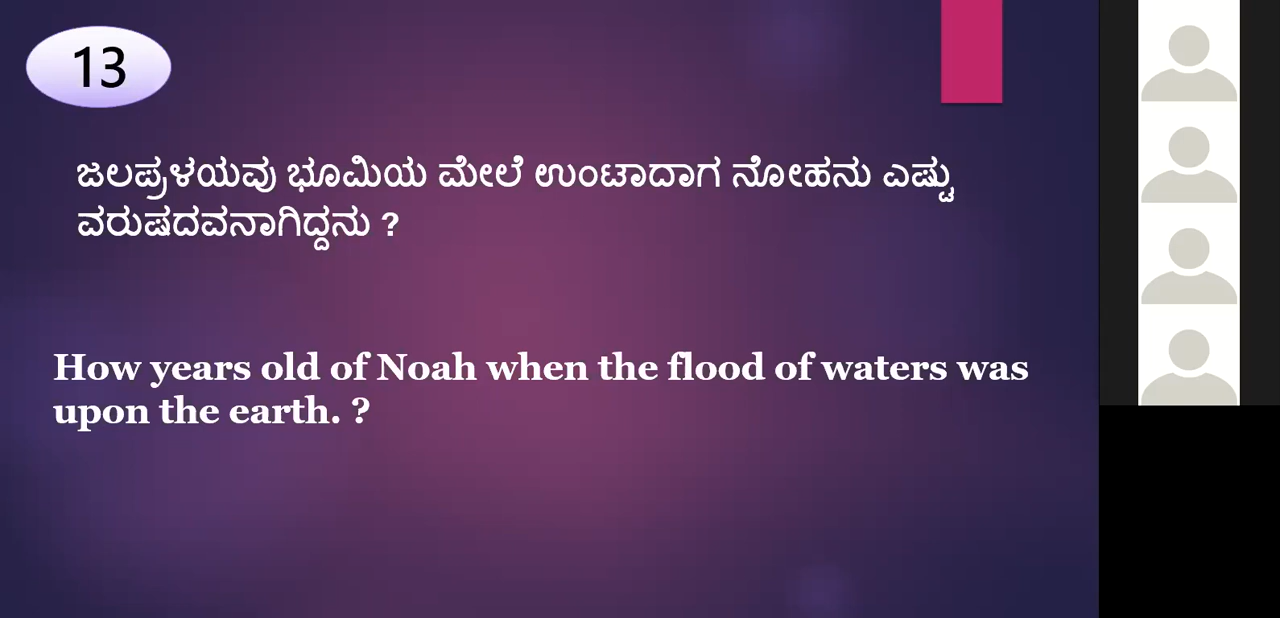 13
ಜಲಪ್ರಳಯವು ಭೂಮಿಯ ಮೇಲೆ ಉಂಟಾದಾಗ ನೋಹನು ಎಷ್ಟು
ವರುಷದವನಾಗಿದ್ದನು ?
How years old of Noah when the flood of waters was
upon the earth. ?